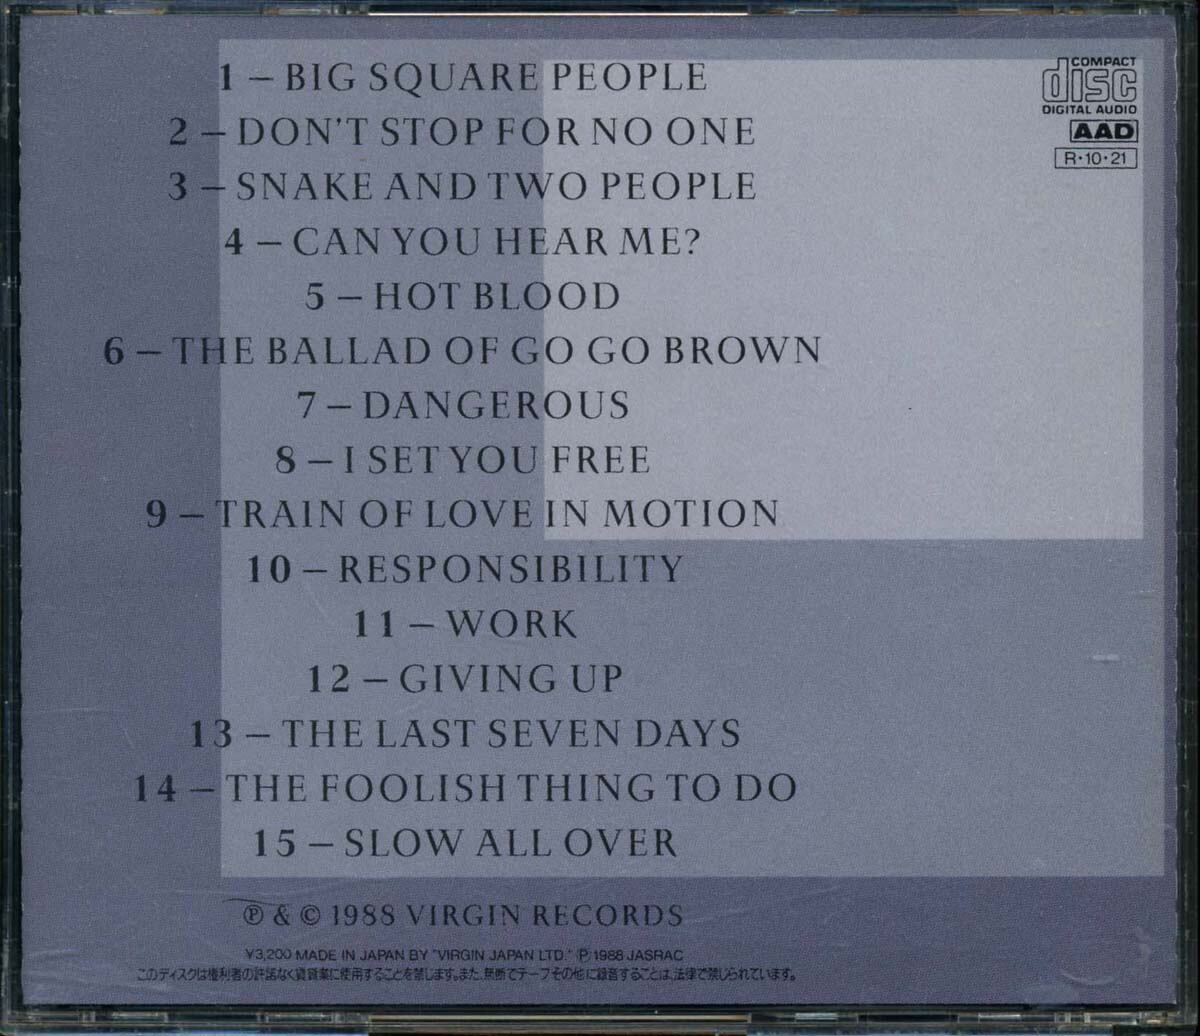 1 – BIG SQUARE PEOPLE
2 – DON'T STOP FOR NO ONE
3 – SNAKE AND TWO PEOPLE
4 – CAN YOU HEAR ME?
5 – HOT BLOOD
6 – THE BALLAD OF GO GO BROWN
7 – DANGEROUS
8 – I SET YOU FREE
9 – TRAIN OF LOVE IN MOTION
10 – RESPONSIBILITY
11 – WORK
12 – GIVING UP
13 – THE LAST SEVEN DAYS
14 – THE FOOLISH THING TO DO
15 – SLOW ALL OVER
COMPACT
disc
DIGITAL AUDIO
AAD
R・10・21
Ⓟ & © 1988 VIRGIN RECORDS
¥3,200 MADE IN JAPAN BY "VIRGIN JAPAN LTD." Ⓟ 1988 JASRAC
このディスクは権利者の許諾なく賃貸業に使用することを禁じます。また、無断でテープその他に録音することは、法律で禁じられています。